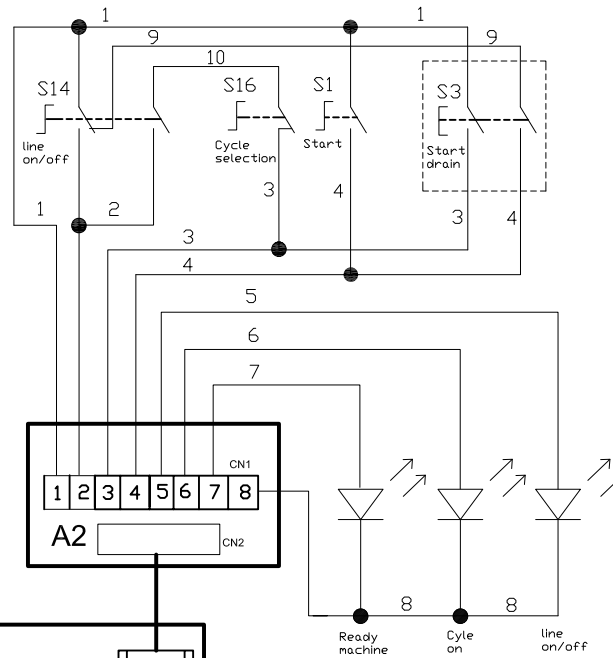 1
1
9
9
10
S14
S16
S1
S3
line
on/off
Cycle
selection
Start
Start
drain
3
4
1
2
3
4
3
4
5
6
7
CN1
1 2 3 4 5 6 7 8
A2
CN2
8
8
Ready
machine
Cyle
on
line
on/off